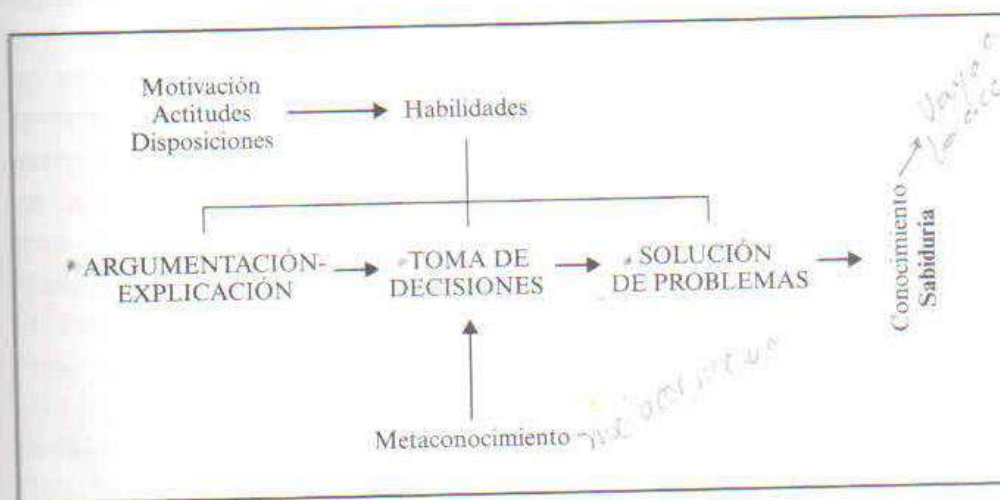 Motivación
Actitudes
Disposiciones
Habilidades
ARGUMENTACIÓN-
EXPLICACIÓN
TOMA DE
DECISIONES
SOLUCIÓN
DE PROBLEMAS
Conocimiento
Sabiduría
Metaconocimiento